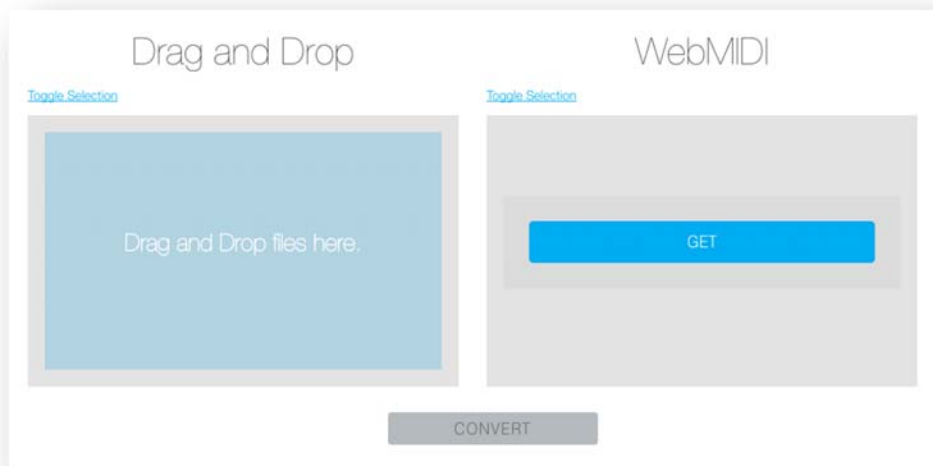 Drag and Drop
Toggle Selection
Drag and Drop files here.
WebMIDI
Toggle Selection
GET
CONVERT